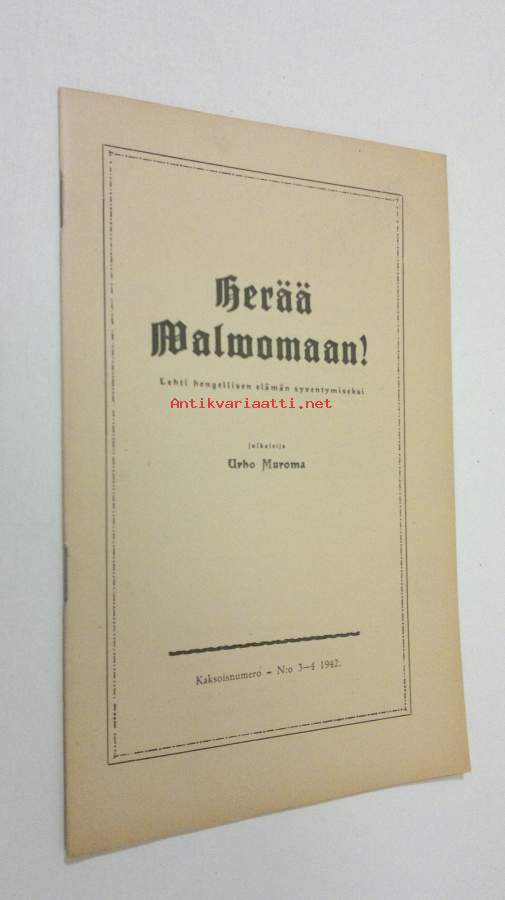 Herää
Walwomaan!
Lehti hengellisen elämän syventymiseksi
Antikvariaatti.net
Julkaisija
Urho Muroma
Kaksoisnumero - N:o 3-4 1942.